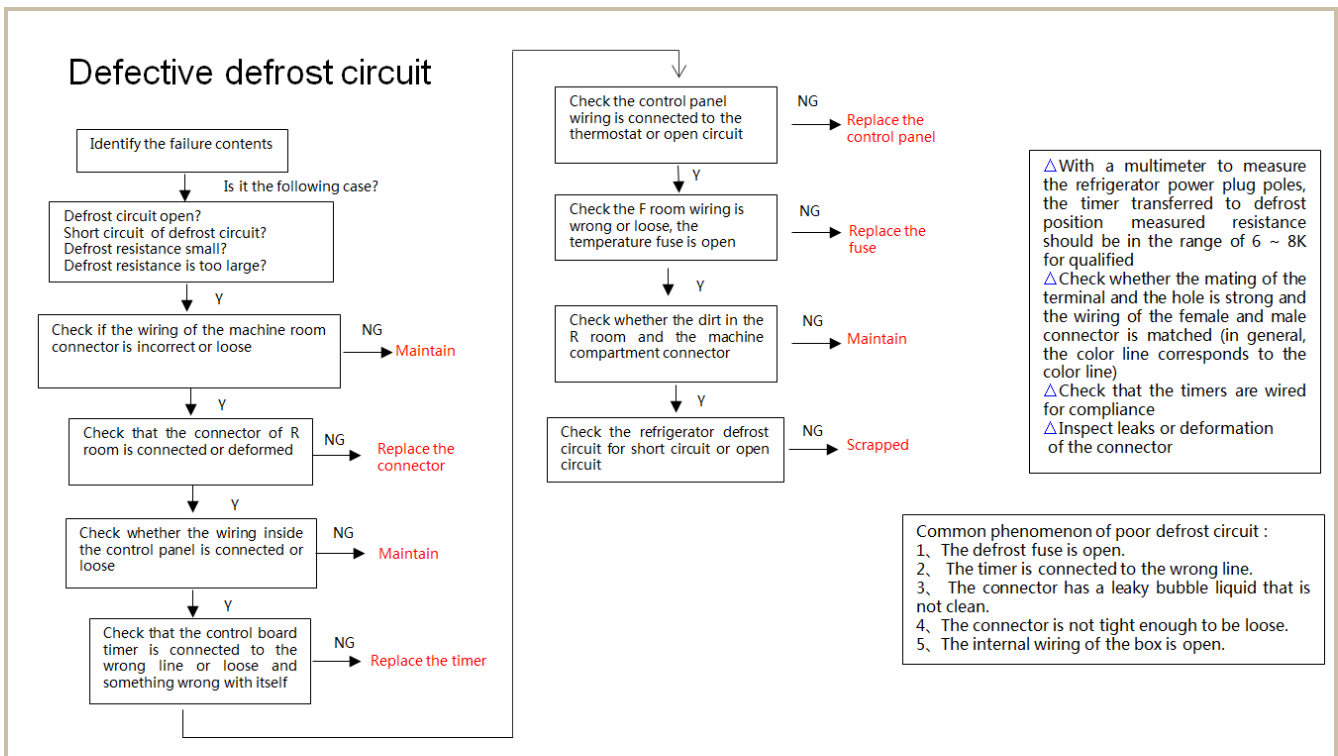 Defective defrost circuit
Identify the failure contents
Is it the following case?
Defrost circuit open?
Short circuit of defrost circuit?
Defrost resistance small?
Defrost resistance is too large?
Y
Check if the wiring of the machine room
connector is incorrect or loose
NG
Maintain
Y
Check that the connector of R
room is connected or deformed
NG
Replace the
connector
Y
Check whether the wiring inside
the control panel is connected or
loose
NG
Maintain
Y
Check that the control board
timer is connected to the
wrong line or loose and
something wrong with itself
NG
Replace the timer
Check the control panel
wiring is connected to the
thermostat or open circuit
NG
Replace the
control panel
Y
Check the F room wiring is
wrong or loose, the
temperature fuse is open
NG
Replace the
fuse
Y
Check whether the dirt in the
R room and the machine
compartment connector
NG
Maintain
Y
Check the refrigerator defrost
circuit for short circuit or open
circuit
NG
Scrapped
△With a multimeter to measure
the refrigerator power plug poles,
the timer transferred to defrost
position measured resistance
should be in the range of 6 ~ 8K
for qualified
△Check whether the mating of the
terminal and the hole is strong and
the wiring of the female and male
connector is matched (in general,
the color line corresponds to the
color line)
△Check that the timers are wired
for compliance
△Inspect leaks or deformation
of the connector
Common phenomenon of poor defrost circuit :
1、The defrost fuse is open.
2、 The timer is connected to the wrong line.
3、 The connector has a leaky bubble liquid that is
not clean.
4、The connector is not tight enough to be loose.
5、The internal wiring of the box is open.